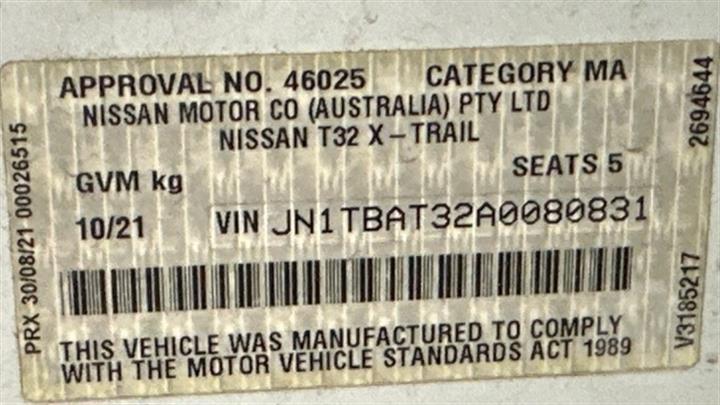 APPROVAL NO. 46025 CATEGORY MA
NISSAN MOTOR CO (AUSTRALIA) PTY LTD
NISSAN T32 X-TRAIL
GVM kg SEATS 5
10/21 VIN JN1TBAT32A0080831
THIS VEHICLE WAS MANUFACTURED TO COMPLY
WITH THE MOTOR VEHICLE STANDARDS ACT 1989
PRX 30/08/21 00026515
2694644
V3185217